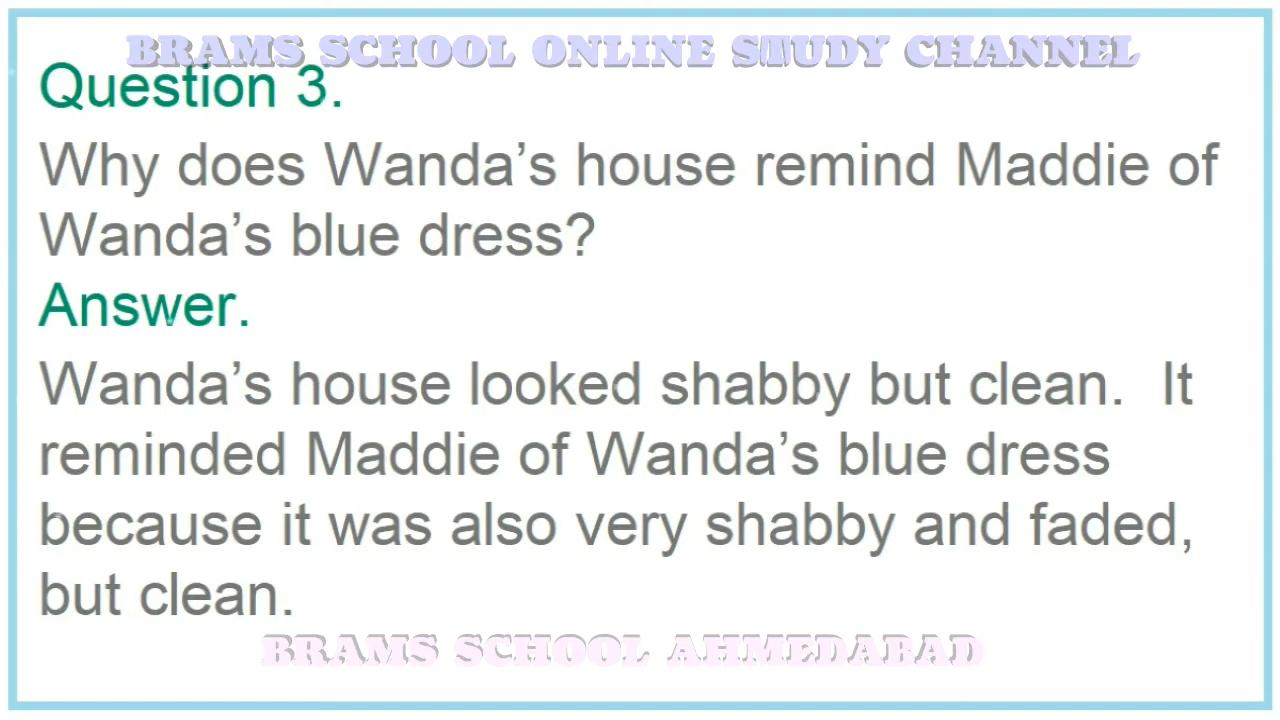 BRAMS SCHOOL ONLINE STUDY CHANNEL
Question 3.
Why does Wanda’s house remind Maddie of
Wanda’s blue dress?
Answer.
Wanda’s house looked shabby but clean. It
reminded Maddie of Wanda’s blue dress
because it was also very shabby and faded,
but clean.
BRAMS SCHOOL AHMEDABAD